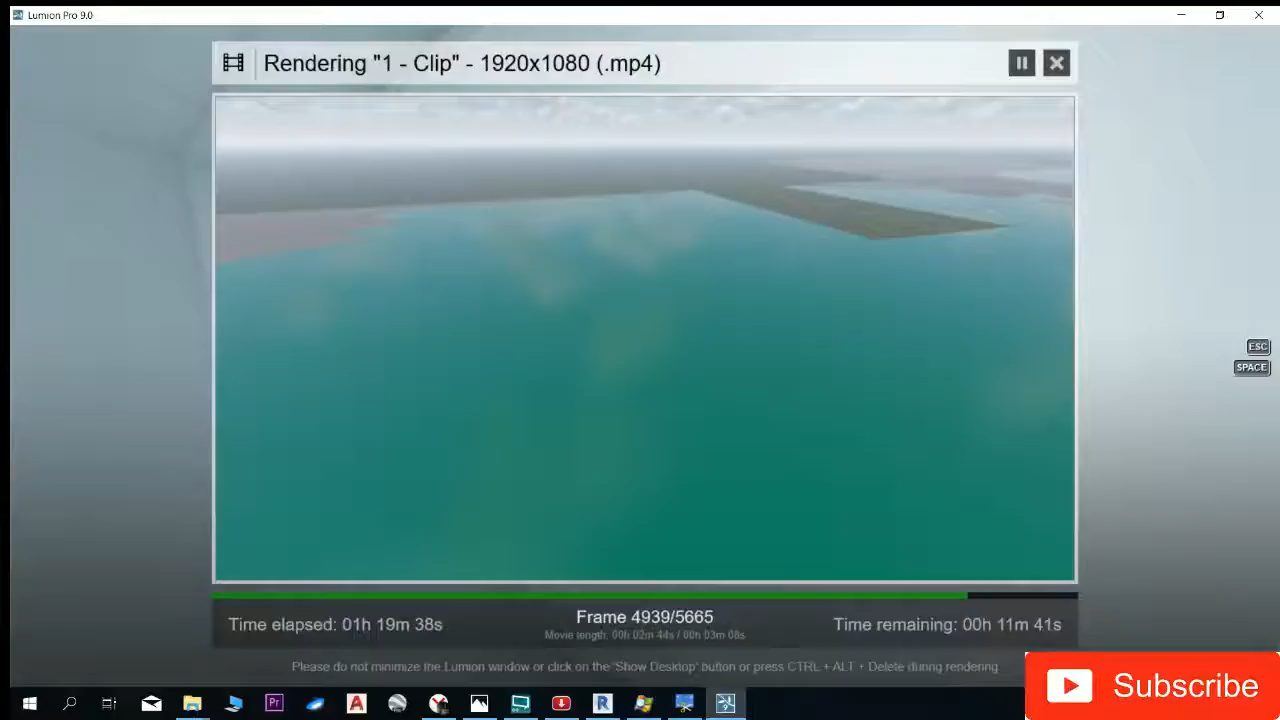 Lumion Pro 9.0
Rendering "1 - Clip" - 1920x1080 (.mp4)
ESC
SPACE
Time elapsed: 01h 19m 38s
Frame 4939/5665
Movie length: 00h 02m 44s / 00h 03m 08s
Time remaining: 00h 11m 41s
Please do not minimize the Lumion window or click on the 'Show Desktop' button or press CTRL + ALT + Delete during rendering
Subscribe
Pr
A
R